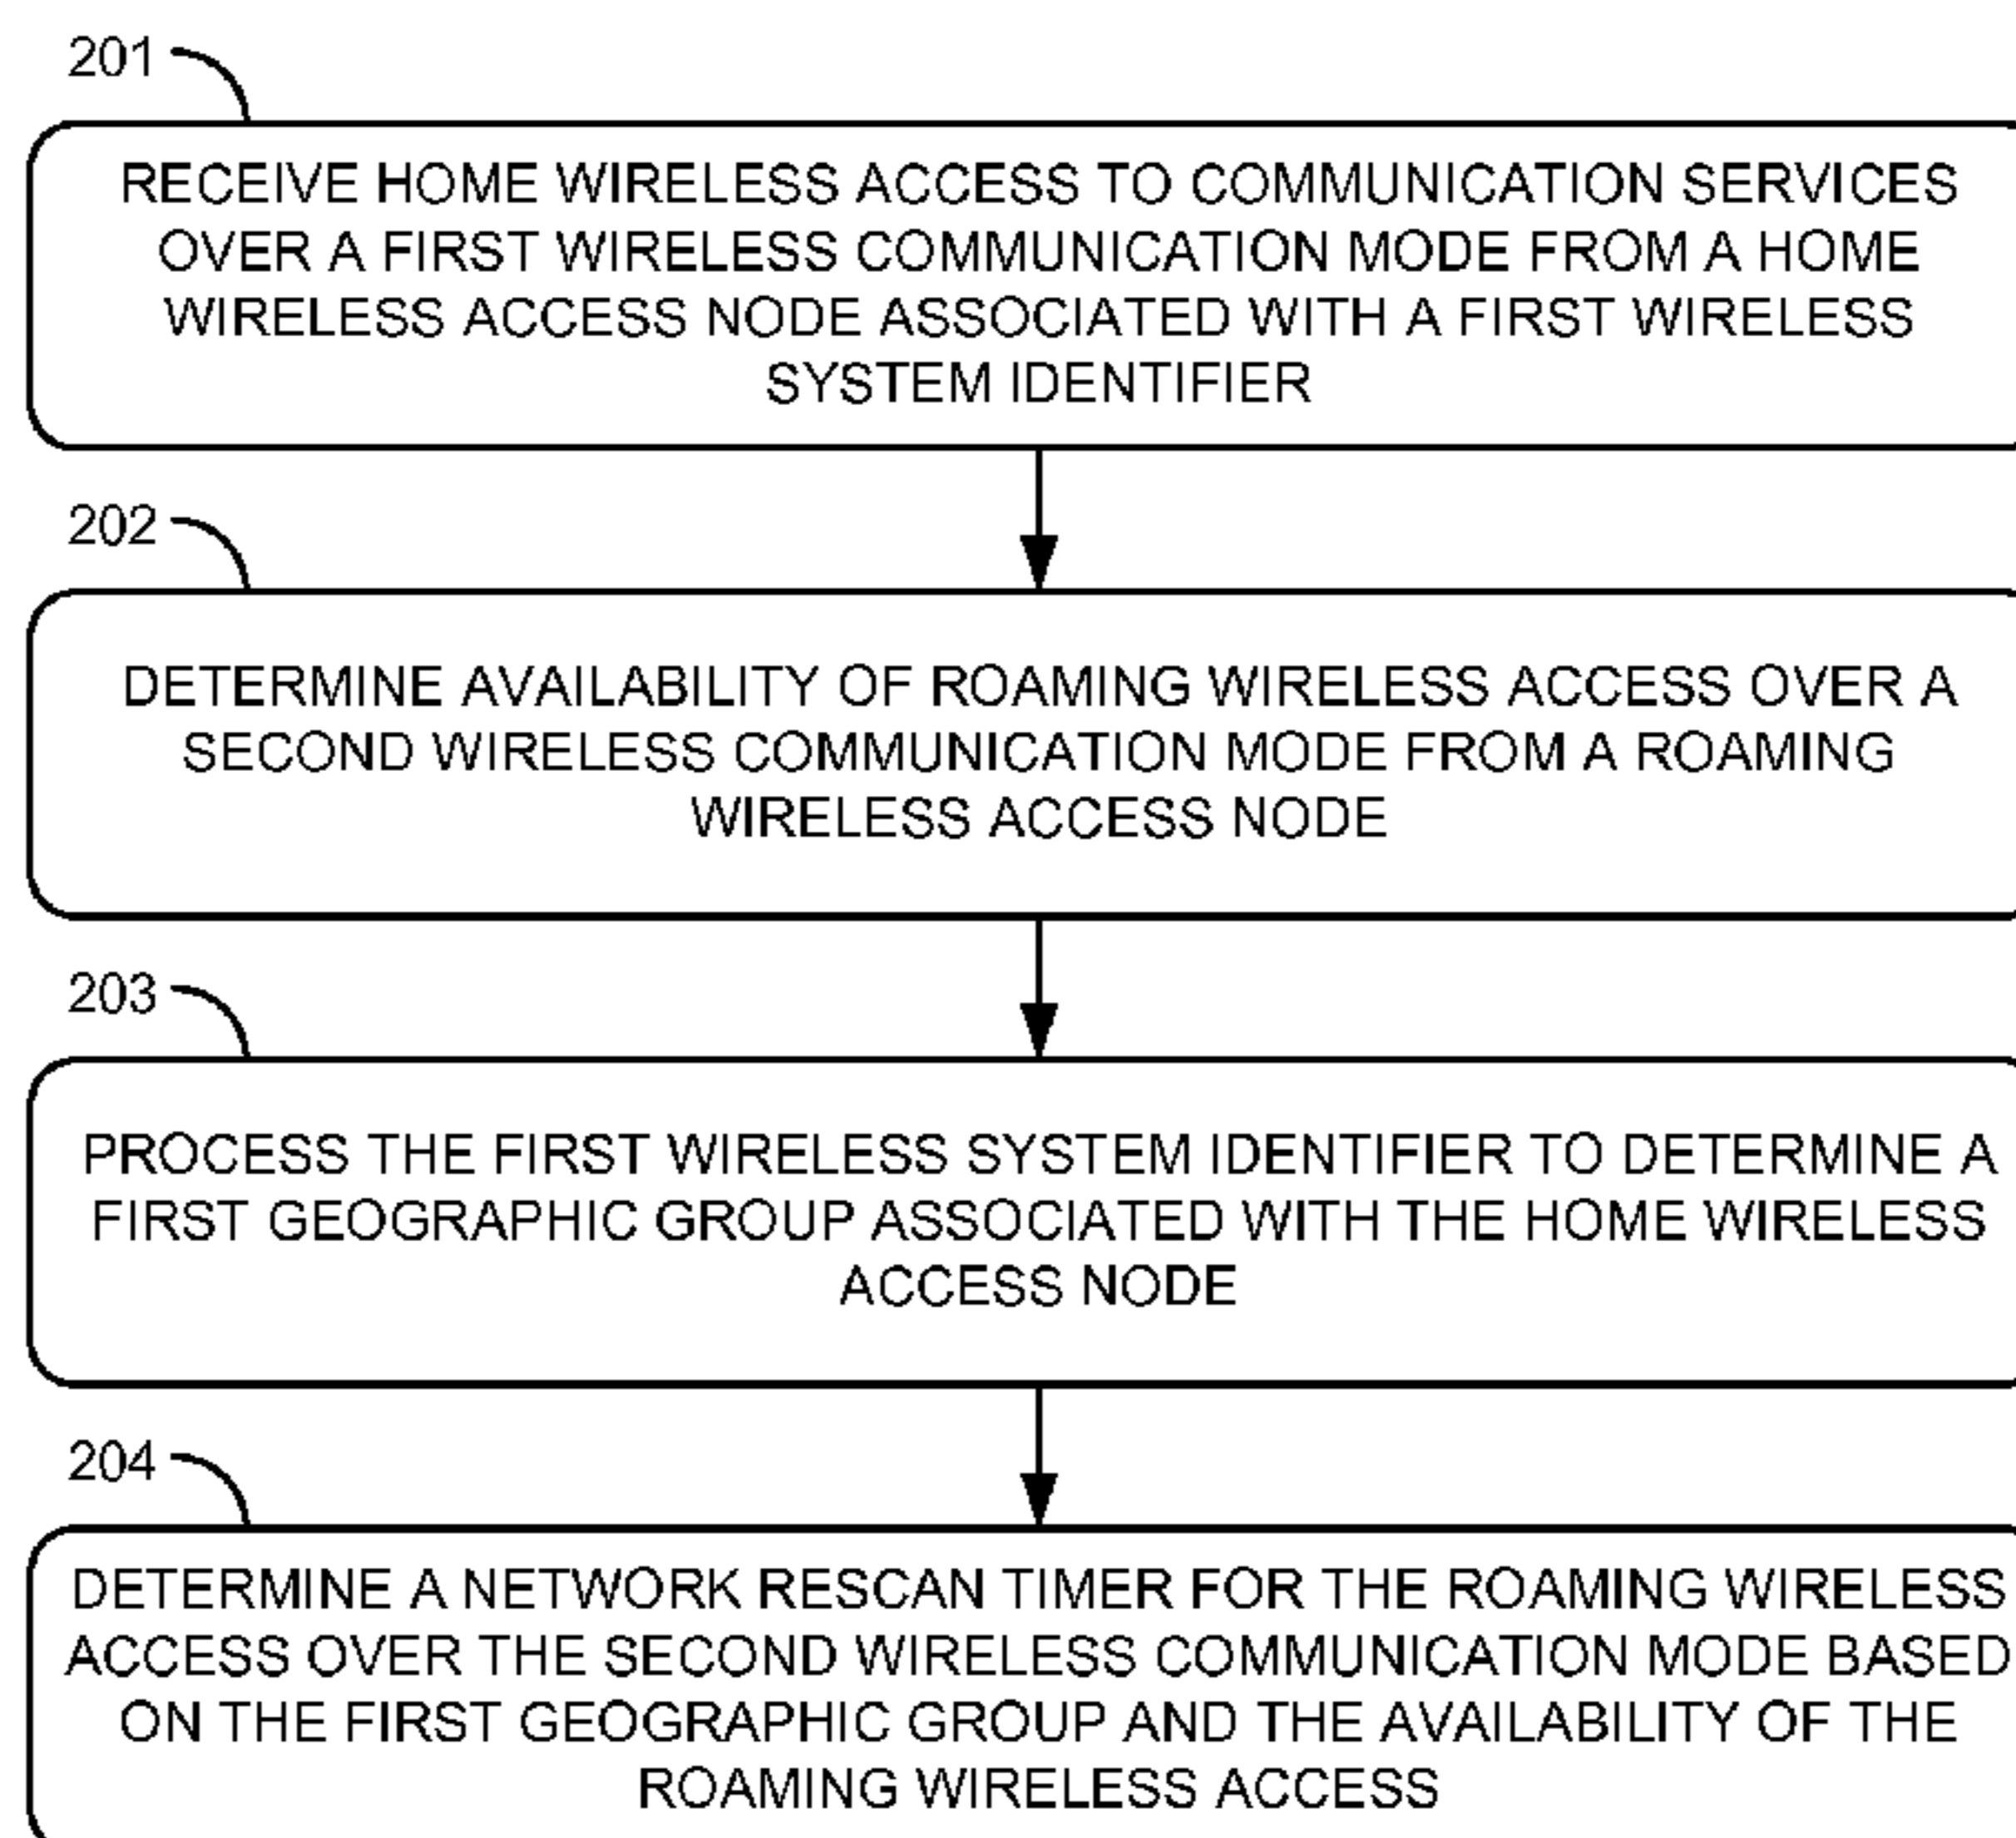 201
RECEIVE HOME WIRELESS ACCESS TO COMMUNICATION SERVICES
OVER A FIRST WIRELESS COMMUNICATION MODE FROM A HOME
WIRELESS ACCESS NODE ASSOCIATED WITH A FIRST WIRELESS
SYSTEM IDENTIFIER
202
DETERMINE AVAILABILITY OF ROAMING WIRELESS ACCESS OVER A
SECOND WIRELESS COMMUNICATION MODE FROM A ROAMING
WIRELESS ACCESS NODE
203
PROCESS THE FIRST WIRELESS SYSTEM IDENTIFIER TO DETERMINE A
FIRST GEOGRAPHIC GROUP ASSOCIATED WITH THE HOME WIRELESS
ACCESS NODE
204
DETERMINE A NETWORK RESCAN TIMER FOR THE ROAMING WIRELESS
ACCESS OVER THE SECOND WIRELESS COMMUNICATION MODE BASED
ON THE FIRST GEOGRAPHIC GROUP AND THE AVAILABILITY OF THE
ROAMING WIRELESS ACCESS